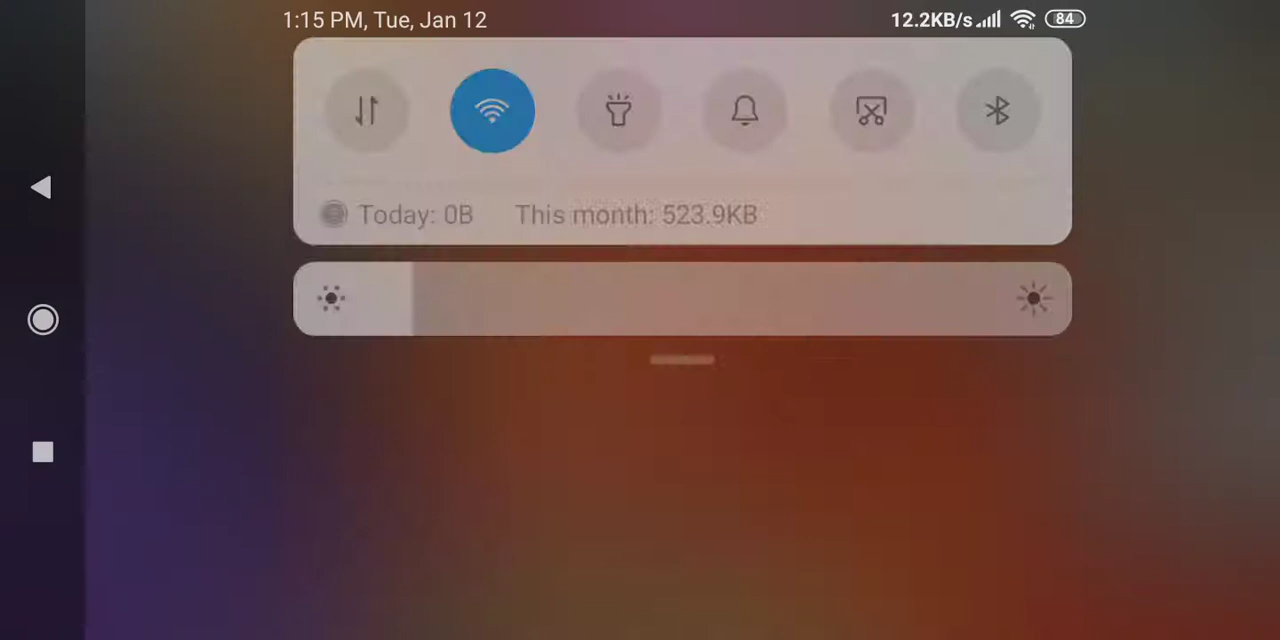 1:15 PM, Tue, Jan 12 12.2KB/s 84
Today: 0B This month: 523.9KB